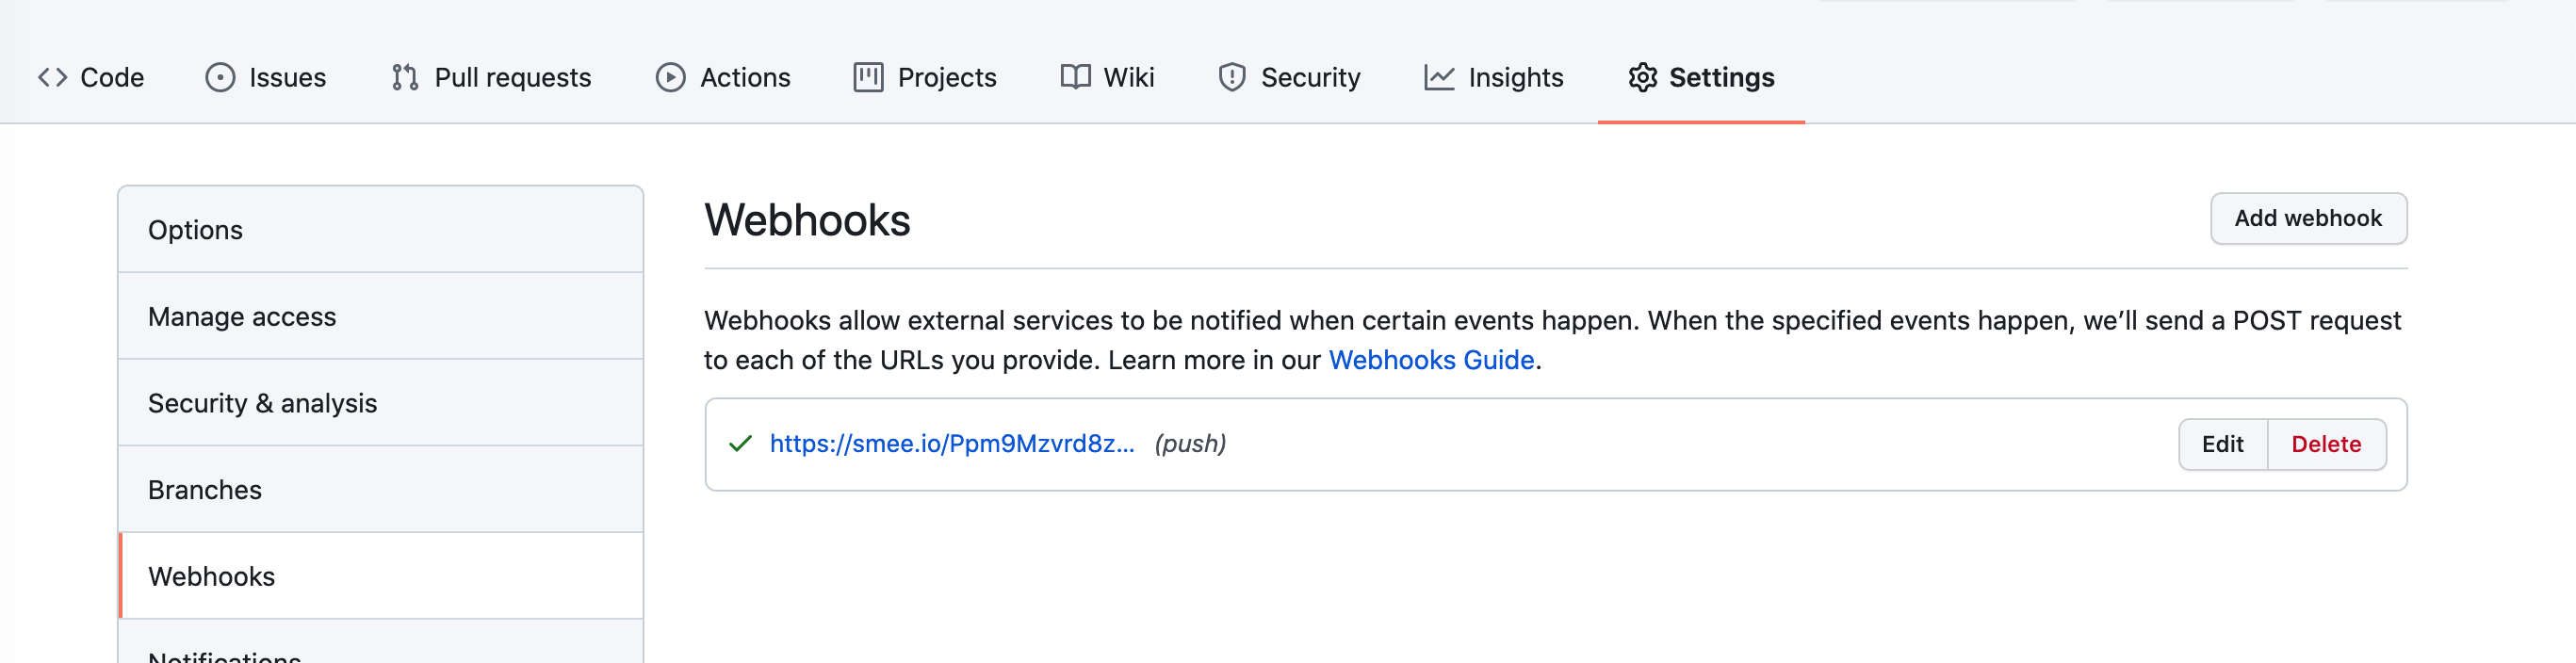 Code Issues Pull requests Actions Projects Wiki Security Insights Settings
Options
Manage access
Security & analysis
Branches
Webhooks
Notifications
Webhooks
Add webhook
Webhooks allow external services to be notified when certain events happen. When the specified events happen, we’ll send a POST request
to each of the URLs you provide. Learn more in our Webhooks Guide.
https://smee.io/Ppm9Mzvrd8z... (push)
Edit Delete